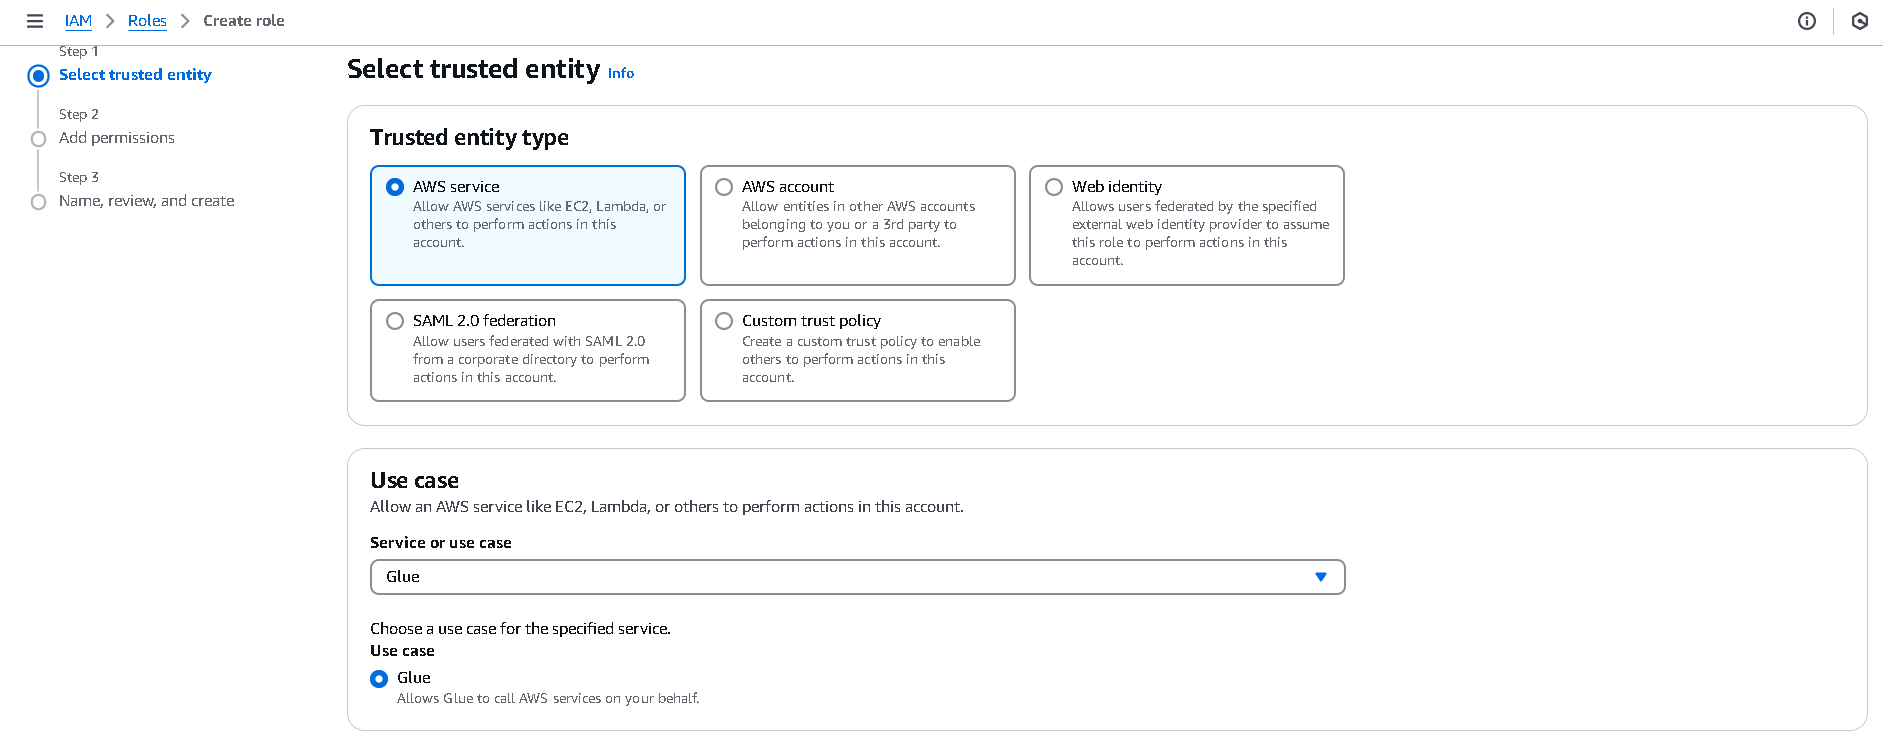 IAM > Roles > Create role
Step 1
Select trusted entity
Step 2
Add permissions
Step 3
Name, review, and create
Select trusted entity Info
Trusted entity type
AWS service
Allow AWS services like EC2, Lambda, or
others to perform actions in this
account.
AWS account
Allow entities in other AWS accounts
belonging to you or a 3rd party to
perform actions in this account.
Web identity
Allows users federated by the specified
external web identity provider to assume
this role to perform actions in this
account.
SAML 2.0 federation
Allow users federated with SAML 2.0
from a corporate directory to perform
actions in this account.
Custom trust policy
Create a custom trust policy to enable
others to perform actions in this
account.
Use case
Allow an AWS service like EC2, Lambda, or others to perform actions in this account.
Service or use case
Glue
Choose a use case for the specified service.
Use case
Glue
Allows Glue to call AWS services on your behalf.